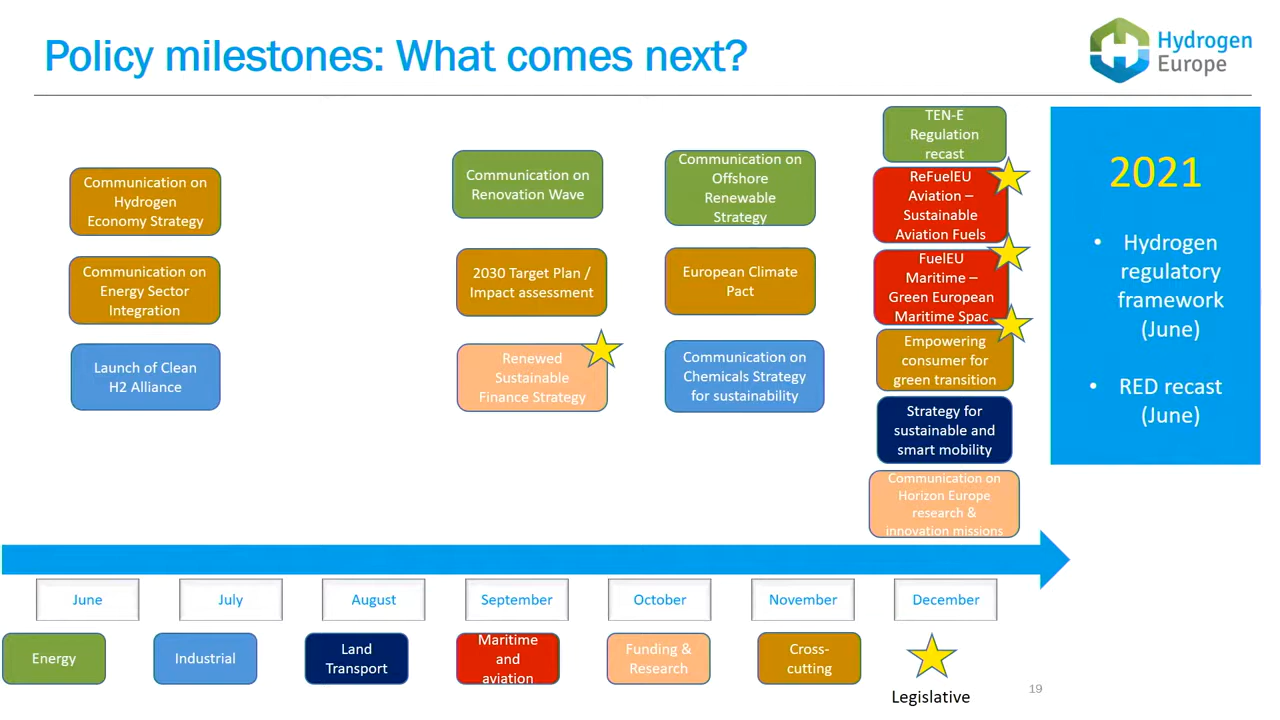 Policy milestones: What comes next?
Hydrogen
Europe
Communication on
Hydrogen
Economy Strategy
Communication on
Energy Sector
Integration
Launch of Clean
H2 Alliance
Communication on
Renovation Wave
2030 Target Plan /
Impact assessment
Renewed
Sustainable
Finance Strategy
Communication on
Offshore
Renewable
Strategy
European Climate
Pact
Communication on
Chemicals Strategy
for sustainability
TEN-E
Regulation
recast
ReFuelEU
Aviation –
Sustainable
Aviation Fuels
FuelEU
Maritime –
Green European
Maritime Spac
Empowering
consumer for
green transition
Strategy for
sustainable and
smart mobility
Communication on
Horizon Europe
research &
innovation missions
2021
• Hydrogen
regulatory
framework
(June)
• RED recast
(June)
June
July
August
September
October
November
December
Energy
Industrial
Land
Transport
Maritime
and
aviation
Funding &
Research
Cross-
cutting
Legislative
19